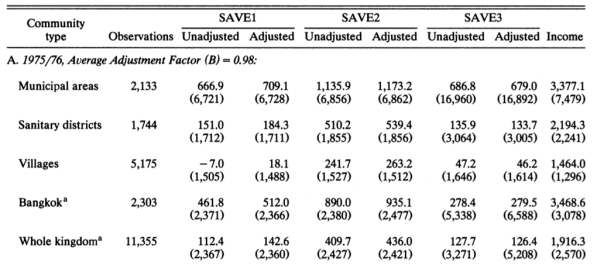 Community type Observations SAVE1 Unadjusted Adjusted SAVE2 Unadjusted Adjusted SAVE3 Unadjusted Adjusted Income
A. 1975/76, Average Adjustment Factor (B) = 0.98:
Municipal areas 2,133 666.9 709.1 1,135.9 1,173.2 686.8 679.0 3,377.1
(6,721) (6,728) (6,856) (6,862) (16,960) (16,892) (7,479)
Sanitary districts 1,744 151.0 184.3 510.2 539.4 135.9 133.7 2,194.3
(1,712) (1,711) (1,855) (1,856) (3,064) (3,005) (2,241)
Villages 5,175 −7.0 18.1 241.7 263.2 47.2 46.2 1,464.0
(1,505) (1,488) (1,527) (1,512) (1,646) (1,614) (1,296)
Bangkokᵃ 2,303 461.8 512.0 890.0 935.1 278.4 279.5 3,468.6
(2,371) (2,366) (2,380) (2,477) (5,338) (6,588) (3,078)
Whole kingdomᵃ 11,355 112.4 142.6 409.7 436.0 127.7 126.4 1,916.3
(2,367) (2,360) (2,427) (2,421) (3,271) (5,208) (2,570)